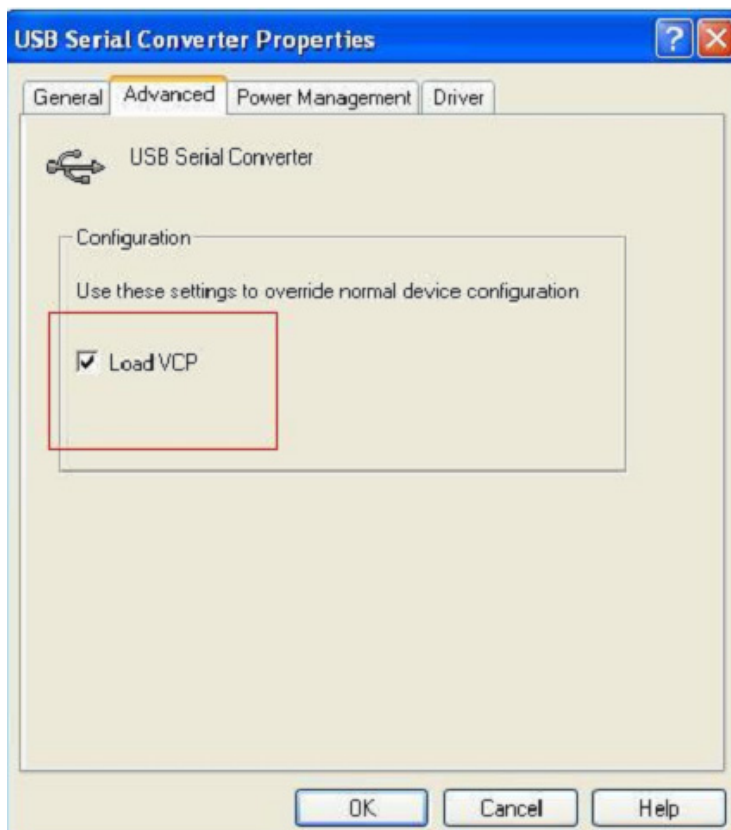 USB Serial Converter Properties
General Advanced Power Management Driver
USB Serial Converter
Configuration
Use these settings to override normal device configuration
Load VCP
OK Cancel Help